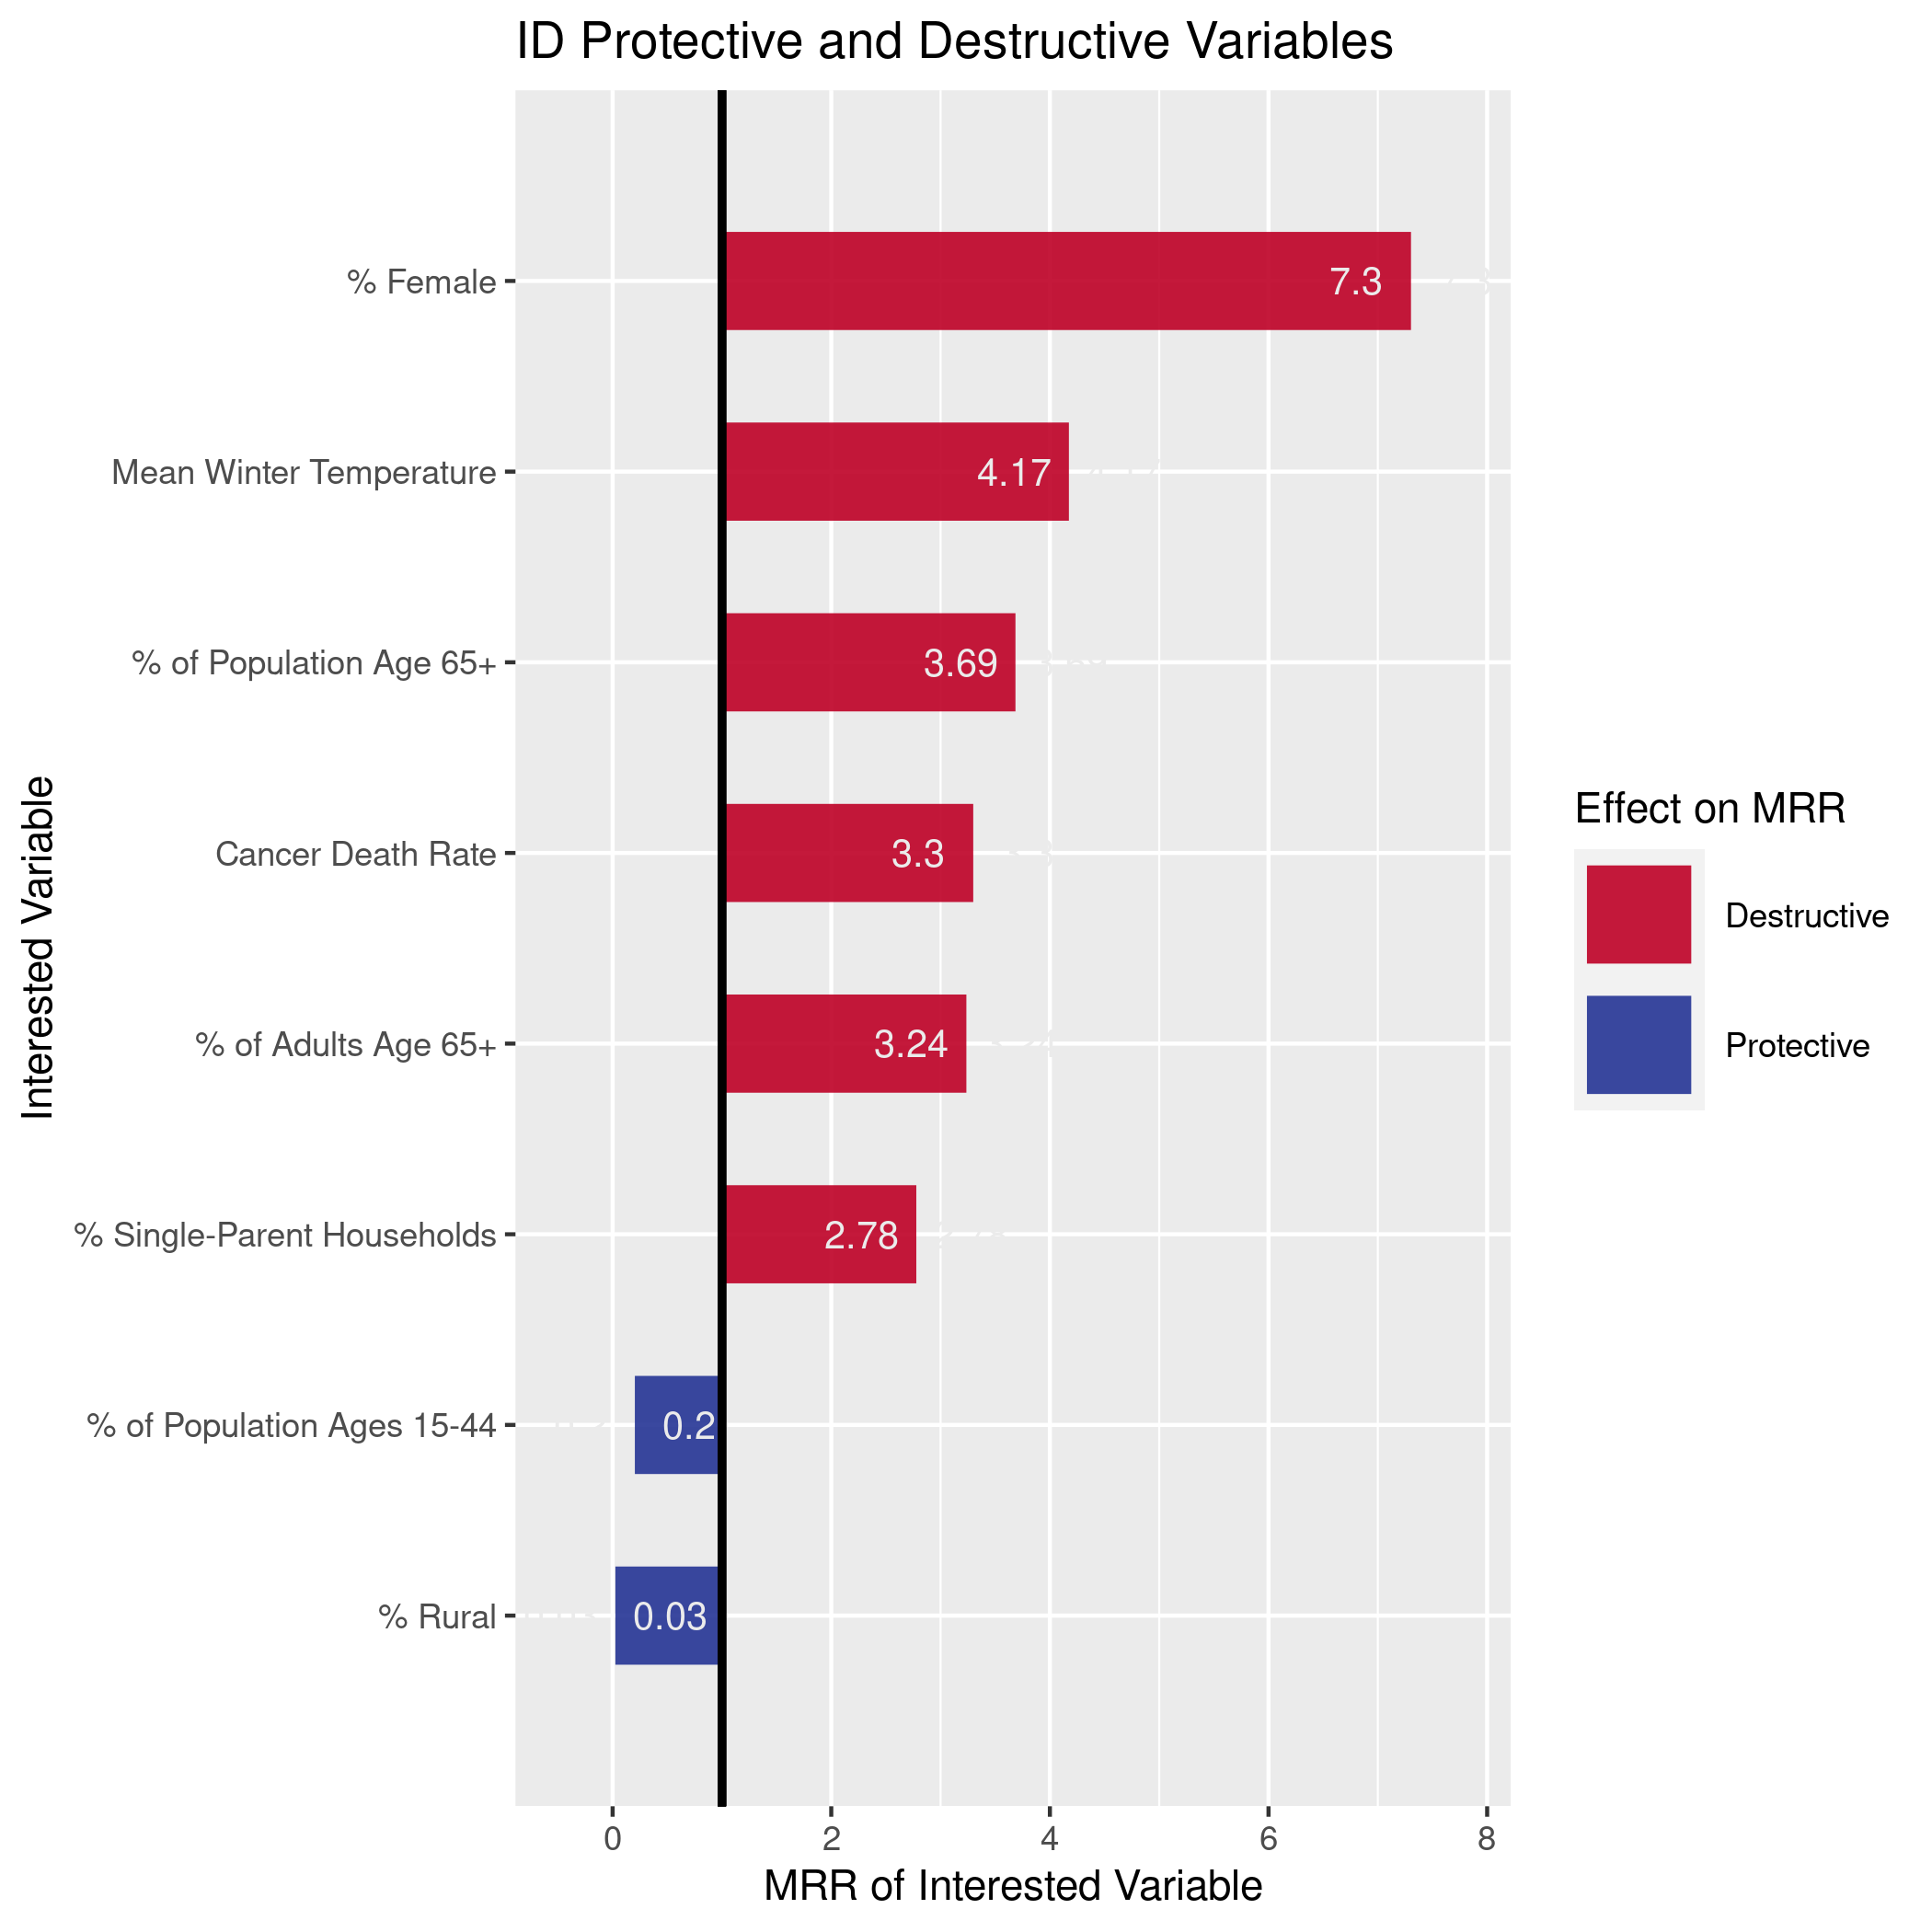 ID Protective and Destructive Variables
% Female
7.3
Mean Winter Temperature
4.17
% of Population Age 65+
3.69
Cancer Death Rate
3.3
% of Adults Age 65+
3.24
% Single-Parent Households
2.78
% of Population Ages 15-44
0.2
% Rural
0.03
Interested Variable
0 2 4 6 8
MRR of Interested Variable
Effect on MRR
Destructive
Protective